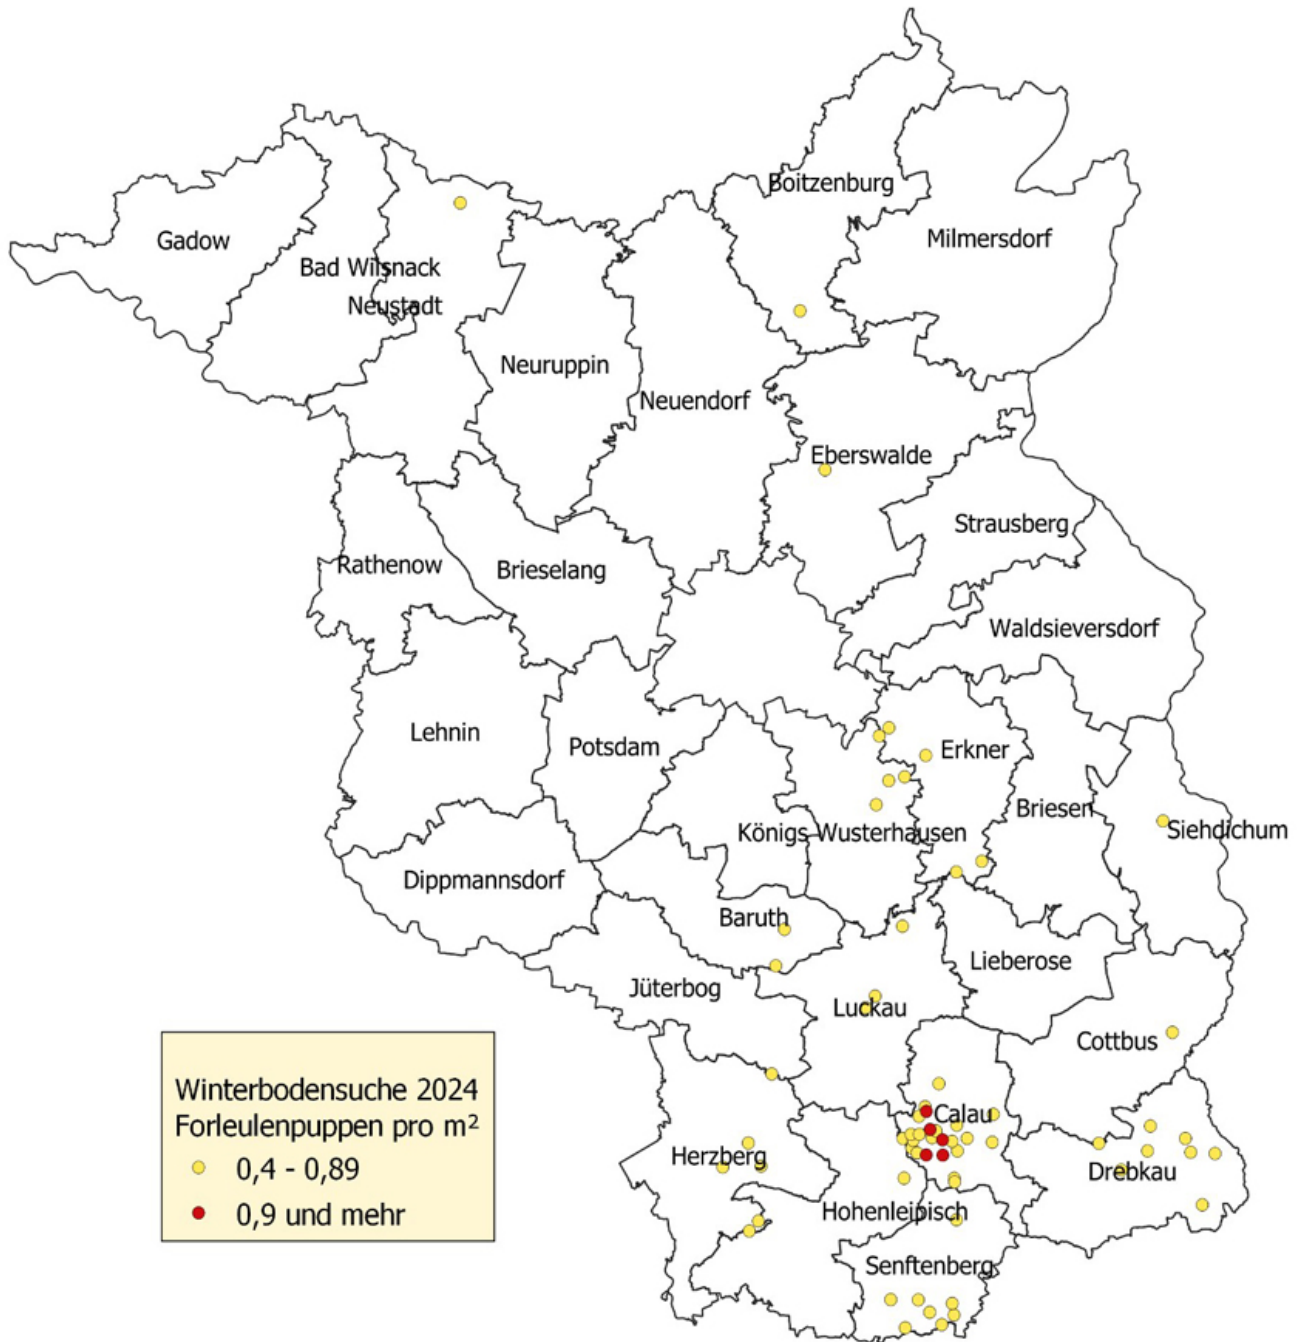 Boitzenburg
Gadow
Milmersdorf
Bad Wilsnack
Neustadt
Neuruppin
Neuendorf
Eberswalde
Strausberg
Rathenow
Brieselang
Waldsieversdorf
Lehnin
Potsdam
Erkner
Briesen
Königs Wusterhausen
Siehdichum
Dippmannsdorf
Baruth
Lieberose
Jüterbog
Luckau
Cottbus
Calau
Herzberg
Drebkau
Hohenleipisch
Senftenberg
Winterbodensuche 2024
Forleulenpuppen pro m²
0,4 - 0,89
0,9 und mehr